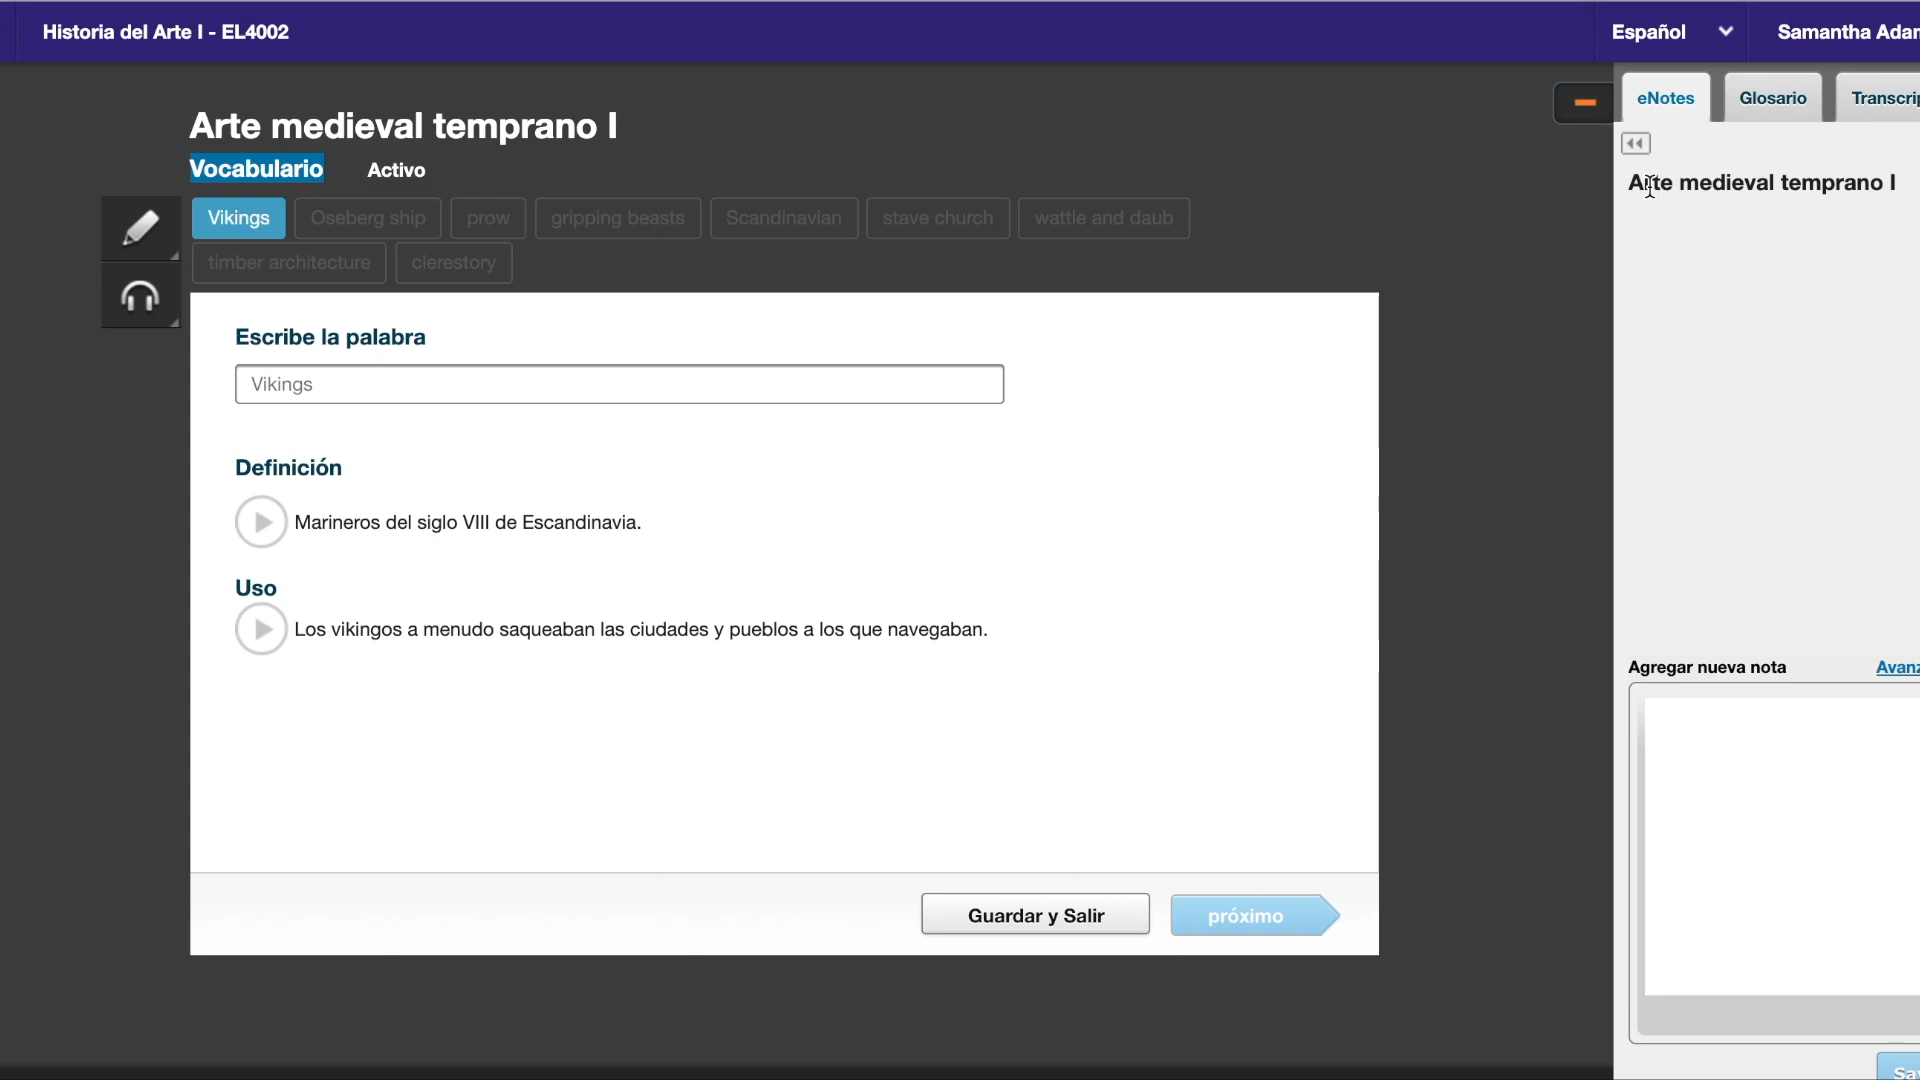 Historia del Arte I - EL4002
Español
Samantha
Arte medieval temprano I
Vocabulario Activo
Vikings Oseberg ship prow gripping beasts Scandinavian stave church wattle and daub
timber architecture clerestory
Escribe la palabra
Vikings
Definición
Marineros del siglo VIII de Escandinavia.
Uso
Los vikingos a menudo saqueaban las ciudades y pueblos a los que navegaban.
Guardar y Salir próximo
eNotes Glosario
Arte medieval temprano I
Agregar nueva nota